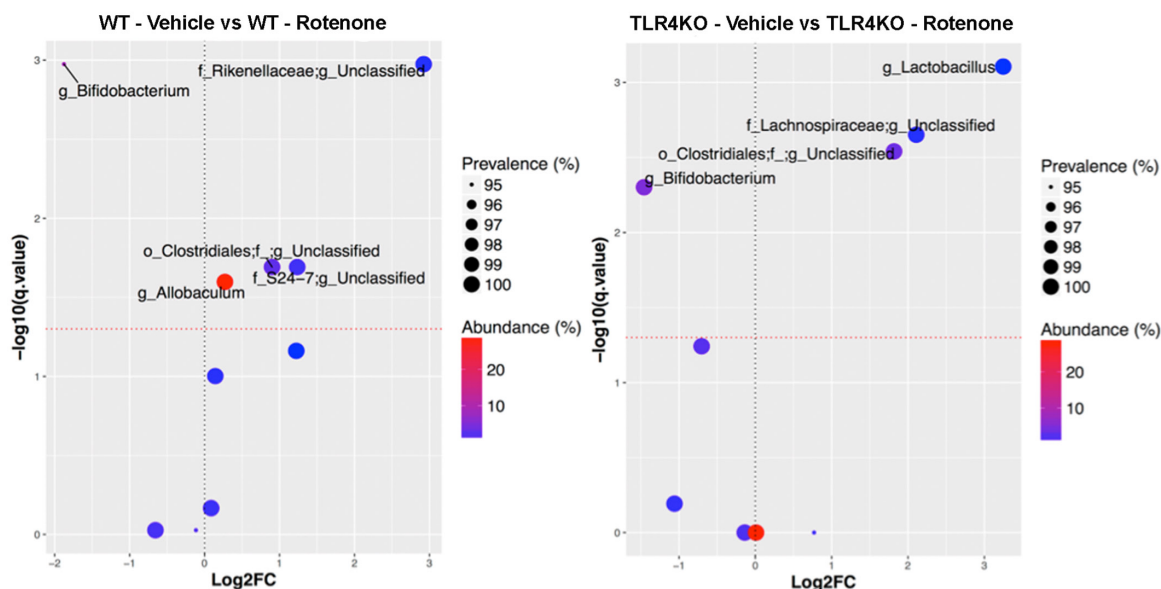 WT - Vehicle vs WT - Rotenone
3
2
1
0
-log10(q.value)
f_Rikenellaceae;g_Unclassified
g_Bifidobacterium
o_Clostridiales;f_;g_Unclassified
f_S24-7;g_Unclassified
g_Allobaculum
-2
-1
0
1
2
3
Log2FC
Prevalence (%)
95
96
97
98
99
100
Abundance (%)
20
10
TLR4KO - Vehicle vs TLR4KO - Rotenone
3
2
1
0
-log10(q.value)
g_Lactobacillus
f_Lachnospiraceae;g_Unclassified
o_Clostridiales;f_;g_Unclassified
g_Bifidobacterium
-1
0
1
2
3
Log2FC
Prevalence (%)
95
96
97
98
99
100
Abundance (%)
20
10